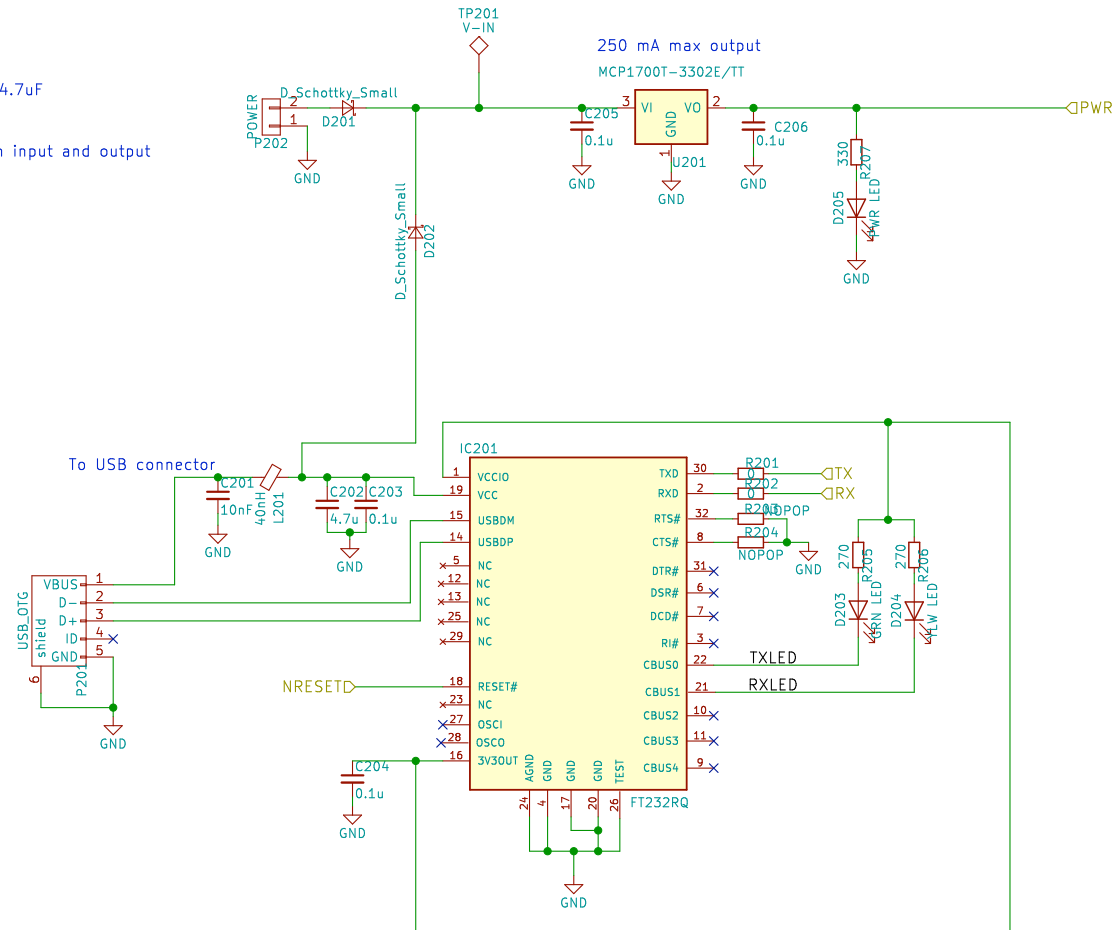 TP201
V-IN
250 mA max output
4.7uF
D_Schottky_Small
MCP1700T-3302E/TT
POWER
2
1
D201
P202
GND
C205
0.1u
GND
3
VI
VO
2
GND
1
U201
GND
C206
0.1u
GND
PWR
330
R207
D205
PWR LED
GND
input and output
D_Schottky_Small
D202
To USB connector
C201
10nF
GND
40nH
L201
C202
4.7u
C203
0.1u
GND
IC201
1
VCCIO
19
VCC
15
USBDM
14
USBDP
5
NC
12
NC
13
NC
25
NC
29
NC
18
RESET#
23
NC
27
OSCI
28
OSCO
16
3V3OUT
TXD
30
RXD
2
RTS#
32
CTS#
8
DTR#
31
DSR#
6
DCD#
7
RI#
3
CBUS0
22
CBUS1
21
CBUS2
10
CBUS3
11
CBUS4
9
AGND
GND
GND
GND
TEST
24
4
17
20
26
FT232RQ
GND
R201
0
TX
R202
0
RX
R203
NOPOP
R204
NOPOP
GND
270
R205
270
R206
D203
GRN LED
D204
YLW LED
TXLED
RXLED
USB_OTG
shield
VBUS
1
D-
2
D+
3
ID
4
GND
5
6
P201
GND
NRESET
C204
0.1u
GND